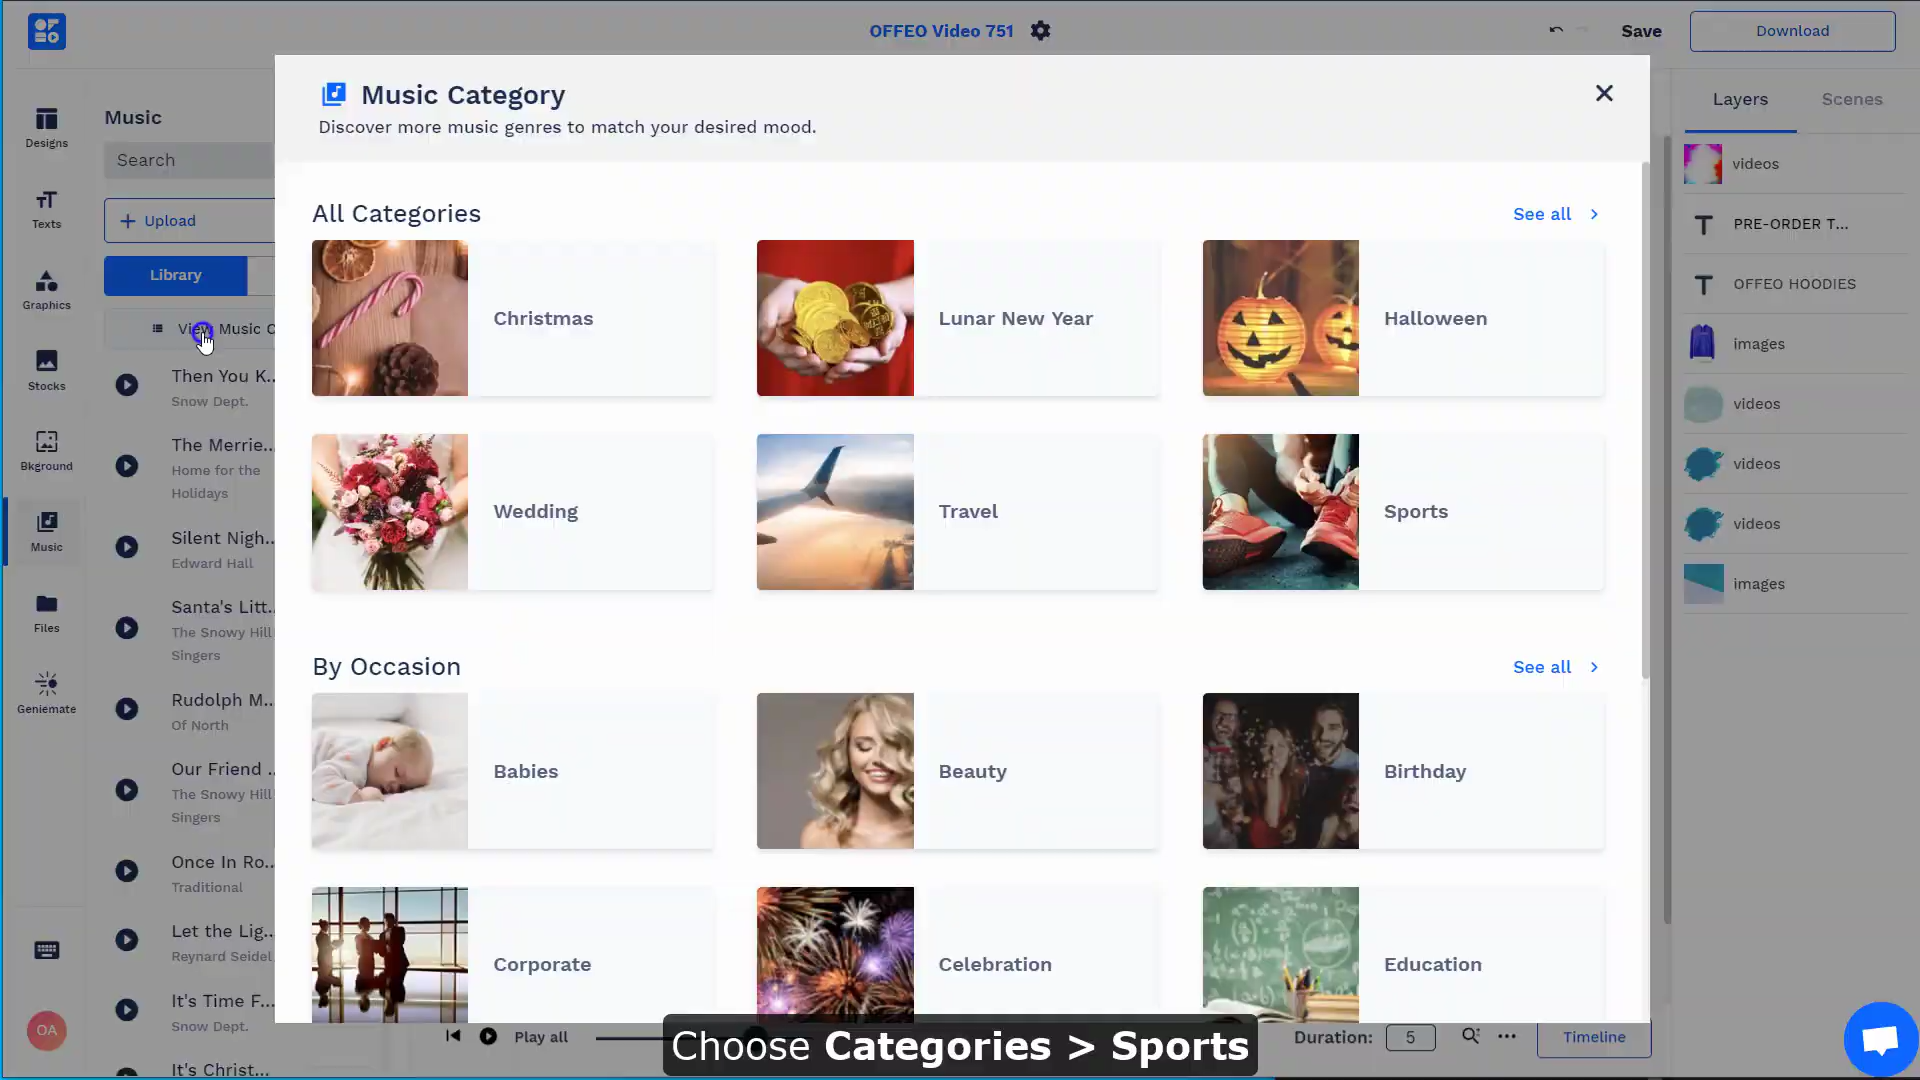 OFFEO Video 751
Save
Download
Designs
Texts
Graphics
Stocks
Bkground
Music
Files
Geniemate
OA
Music
Search
+ Upload
Library
View Music C
Then You K...
Snow Dept.
The Merrie...
Home for the
Holidays
Silent Nigh...
Edward Hall
Santa's Litt...
The Snowy Hill
Singers
Rudolph M...
Of North
Our Friend ...
The Snowy Hill
Singers
Once In Ro...
Traditional
Let the Lig...
Reynard Seidel
It's Time F...
Snow Dept.
It's Christ...
Music Category
Discover more music genres to match your desired mood.
All Categories
See all
Christmas
Lunar New Year
Halloween
Wedding
Travel
Sports
By Occasion
See all
Babies
Beauty
Birthday
Corporate
Celebration
Education
Layers
Scenes
videos
PRE-ORDER T...
OFFEO HOODIES
images
videos
videos
videos
images
Play all
Duration:
5
Timeline
Choose Categories > Sports